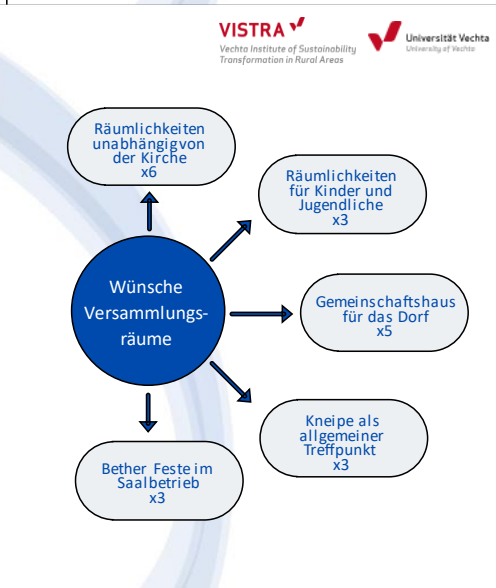 VISTRA
Vechta Institute of Sustainability
Transformation in Rural Areas
Universität Vechta
University of Vechta
Räumlichkeiten
unabhängigvon
der Kirche
x6
Räumlichkeiten
für Kinder und
Jugendliche
x3
Wünsche
Versammlungs-
räume
Gemeinschaftshaus
für das Dorf
x5
Kneipe als
allgemeiner
Treffpunkt
x3
Bether Feste im
Saalbetrieb
x3